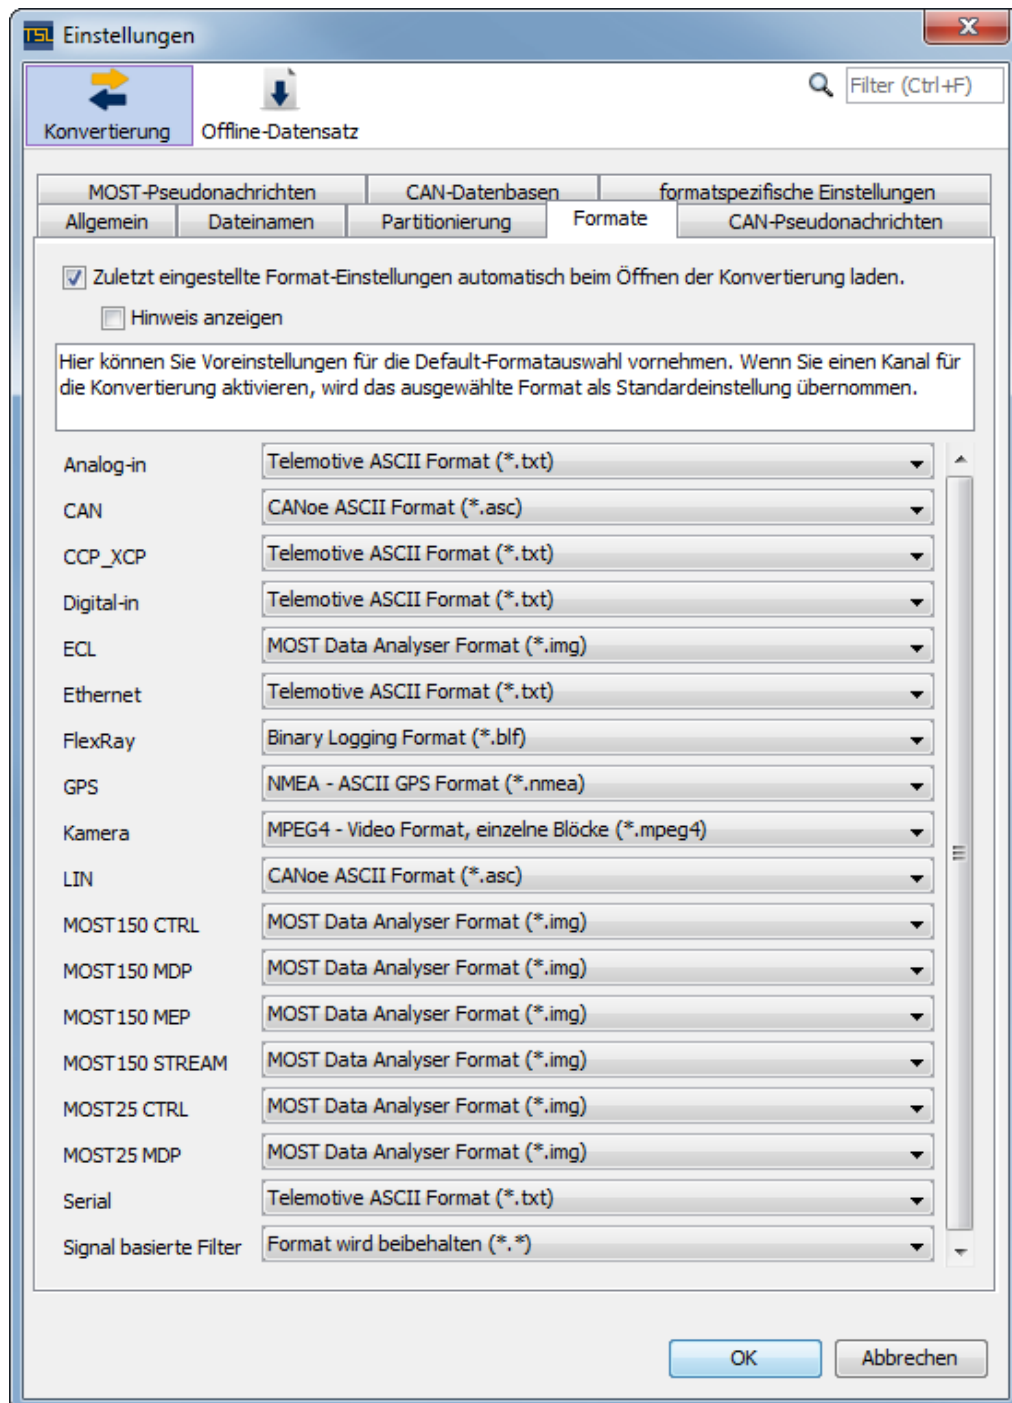 TSL Einstellungen
Filter (Ctrl+F)
Konvertierung Offline-Datensatz
MOST-Pseudonachrichten CAN-Datenbasen formatspezifische Einstellungen
Allgemein Dateinamen Partitionierung Formate CAN-Pseudonachrichten
Zuletzt eingestellte Format-Einstellungen automatisch beim Öffnen der Konvertierung laden.
Hinweis anzeigen
Hier können Sie Voreinstellungen für die Default-Formatauswahl vornehmen. Wenn Sie einen Kanal für
die Konvertierung aktivieren, wird das ausgewählte Format als Standardeinstellung übernommen.
Analog-in Telemotive ASCII Format (*.txt)
CAN CANoe ASCII Format (*.asc)
CCP_XCP Telemotive ASCII Format (*.txt)
Digital-in Telemotive ASCII Format (*.txt)
ECL MOST Data Analyser Format (*.img)
Ethernet Telemotive ASCII Format (*.txt)
FlexRay Binary Logging Format (*.blf)
GPS NMEA - ASCII GPS Format (*.nmea)
Kamera MPEG4 - Video Format, einzelne Blöcke (*.mpeg4)
LIN CANoe ASCII Format (*.asc)
MOST150 CTRL MOST Data Analyser Format (*.img)
MOST150 MDP MOST Data Analyser Format (*.img)
MOST150 MEP MOST Data Analyser Format (*.img)
MOST150 STREAM MOST Data Analyser Format (*.img)
MOST25 CTRL MOST Data Analyser Format (*.img)
MOST25 MDP MOST Data Analyser Format (*.img)
Serial Telemotive ASCII Format (*.txt)
Signal basierte Filter Format wird beibehalten (*.*)
OK Abbrechen